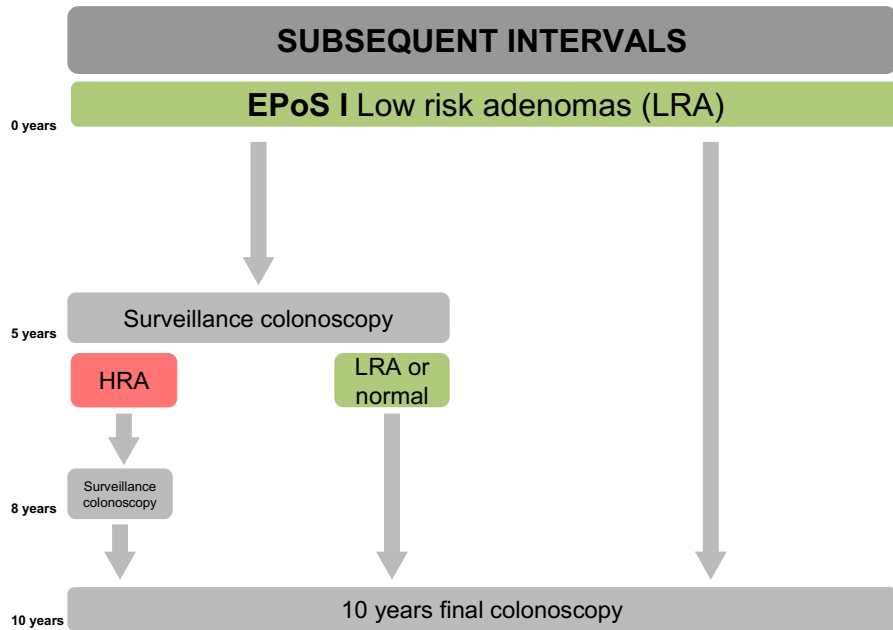 SUBSEQUENT INTERVALS
EPoS I Low risk adenomas (LRA)
0 years
Surveillance colonoscopy
5 years
HRA
LRA or
normal
Surveillance
colonoscopy
8 years
10 years final colonoscopy
10 years